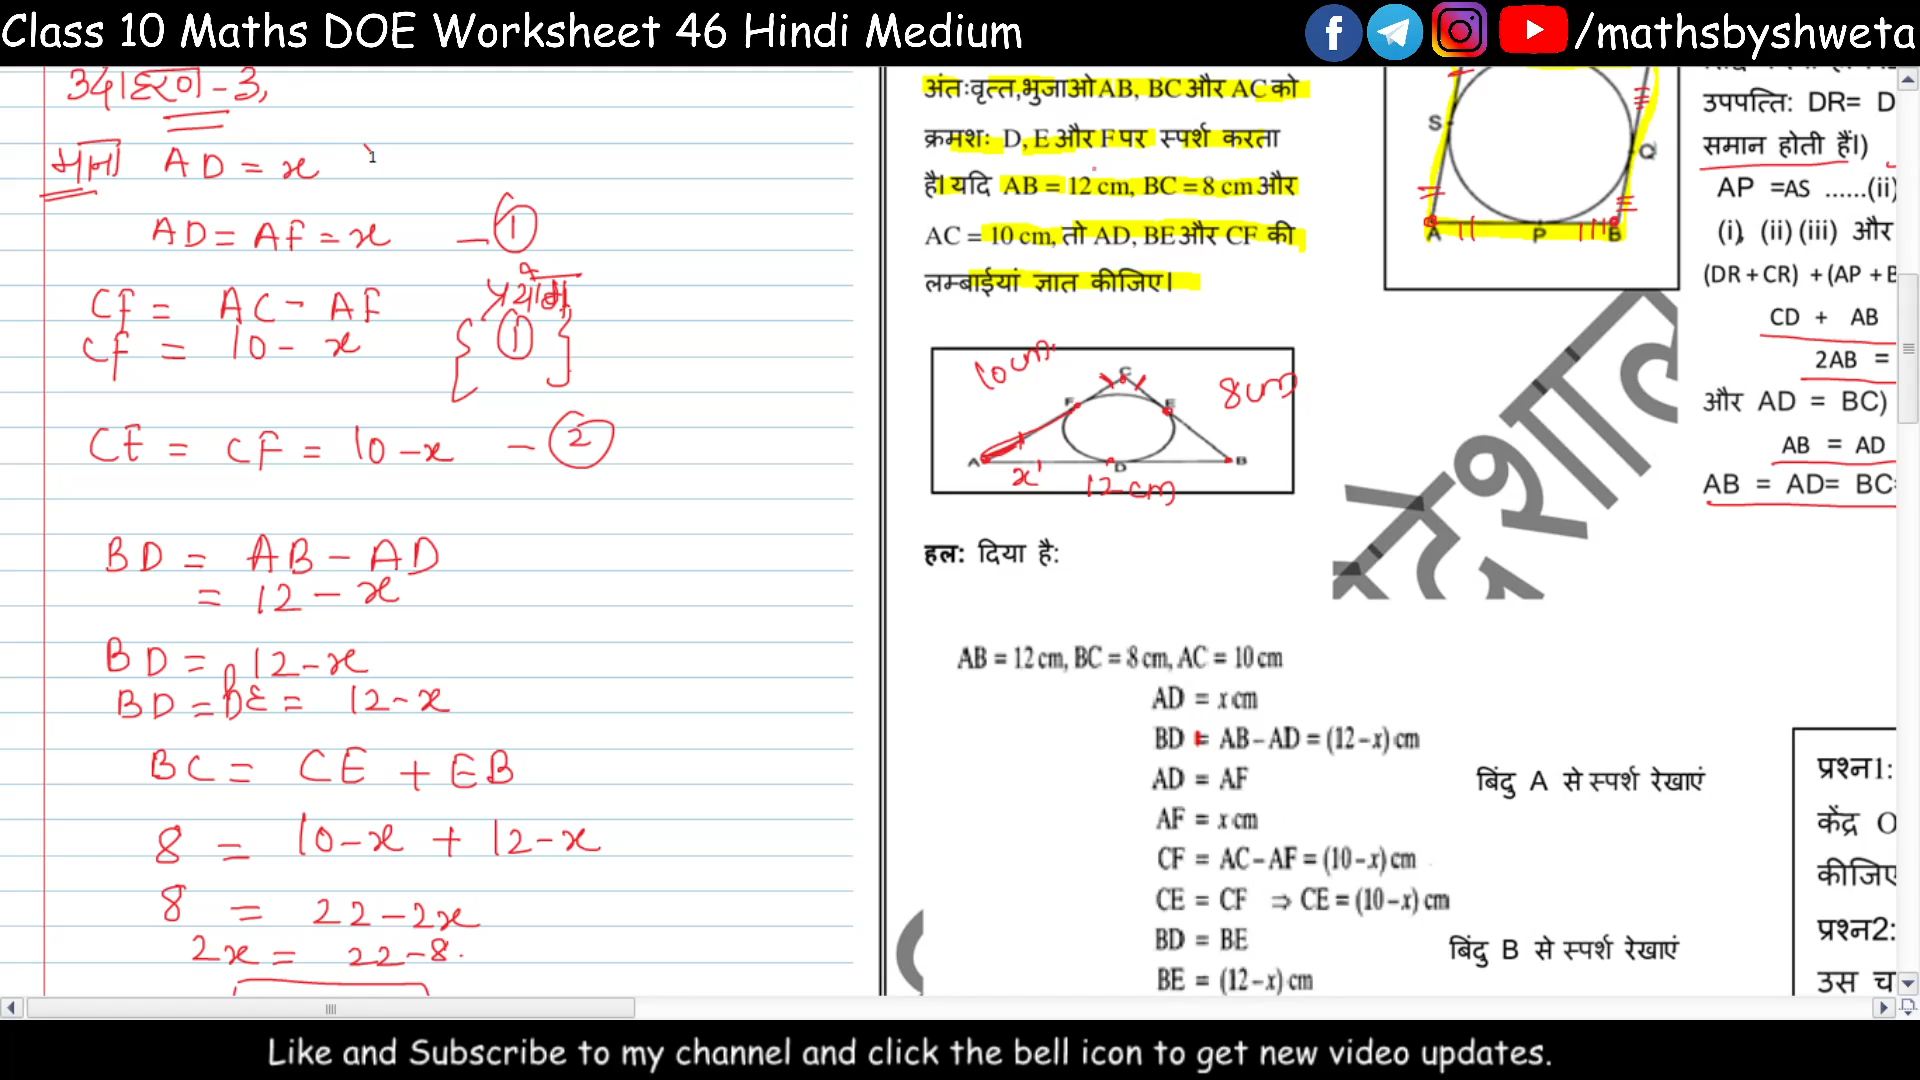 Class 10 Maths DOE Worksheet 46 Hindi Medium
/mathsbyshweta
उदाहरण-3,
माना AD = x
AD = AF = x - 1
CF = AC - AF
CF = 10 - x
प्रयोग
{ 1 }
CE = CF = 10-x - 2
BD = AB - AD
= 12 - x
BD = 12-x
BD = BE = 12-x
BC = CE + EB
8 = 10-x + 12-x
8 = 22-2x
2x = 22-8.
अंतःवृत्त,भुजाओ AB, BC और AC को
क्रमशः D, E और F पर स्पर्श करता
है। यदि AB = 12 cm, BC = 8 cm और
AC = 10 cm, तो AD, BE और CF की
लम्बाईयां ज्ञात कीजिए।
10 cm.
8 cm
C
F
E
A
D
B
x
12 cm
हल: दिया है:
AB = 12 cm, BC = 8 cm, AC = 10 cm
AD = x cm
BD = AB – AD = (12 – x) cm
AD = AF
बिंदु A से स्पर्श रेखाएं
AF = x cm
CF = AC – AF = (10 – x) cm
CE = CF ⇒ CE = (10 – x) cm
BD = BE
बिंदु B से स्पर्श रेखाएं
BE = (12 – x) cm
S
Q
A
P
B
उपपत्ति: DR= D
समान होती हैं।)
AP =AS ......(ii)
(i), (ii) (iii) और
(DR + CR) + (AP + B
CD + AB
2AB =
और AD = BC)
AB = AD
AB = AD= BC=
प्रश्न1:
केंद्र O
कीजिए
प्रश्न2:
उस च
Like and Subscribe to my channel and click the bell icon to get new video updates.